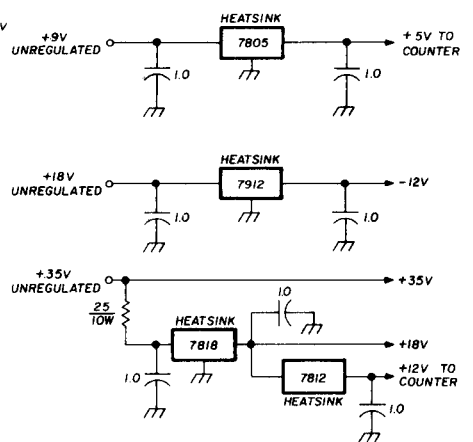 V
+9V
UNREGULATED
HEATSINK
7805
+5V TO
COUNTER
1.0
1.0
+18V
UNREGULATED
HEATSINK
7912
-12V
1.0
1.0
+35V
UNREGULATED
+35V
25
10W
HEATSINK
7818
1.0
+18V
1.0
7812
HEATSINK
+12V TO
COUNTER
1.0